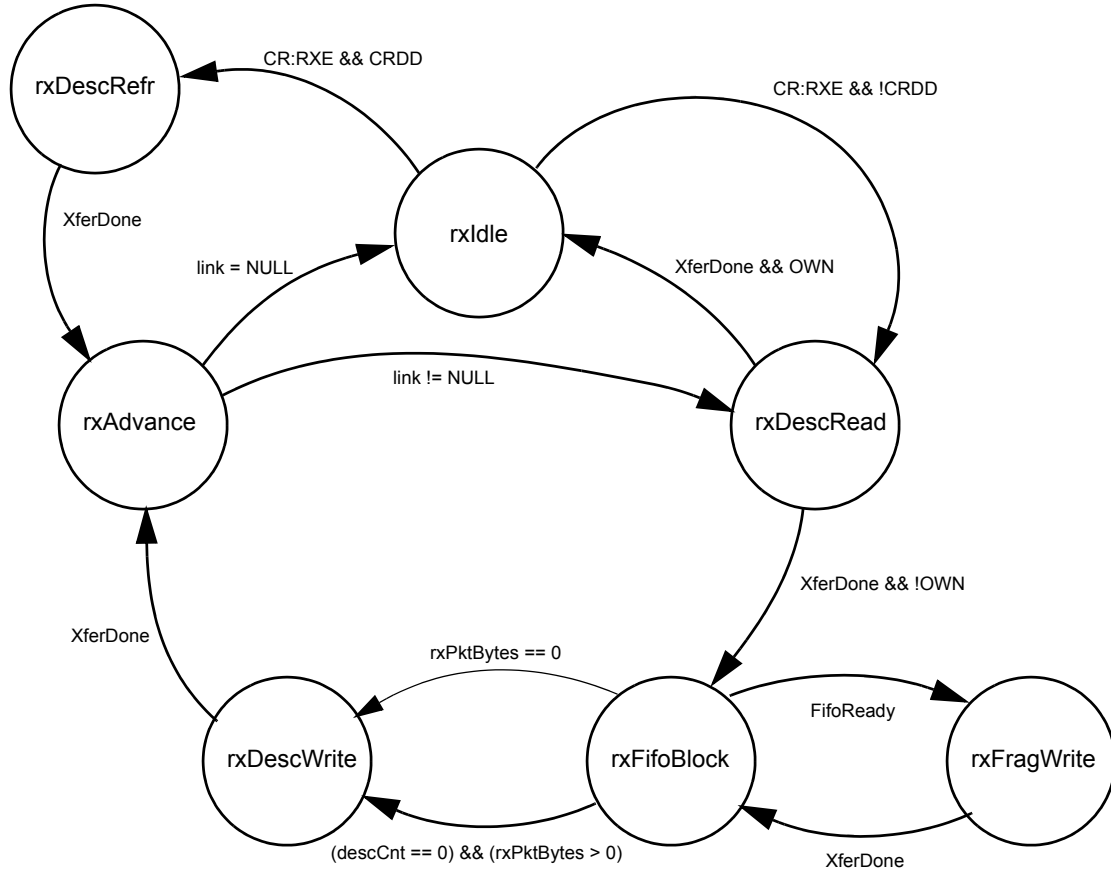 CR:RXE && CRDD
rxDescRefr
CR:RXE && !CRDD
XferDone
rxIdle
link = NULL
XferDone && OWN
link != NULL
rxAdvance
rxDescRead
XferDone && !OWN
XferDone
rxPktBytes == 0
FifoReady
rxDescWrite
rxFifoBlock
rxFragWrite
(descCnt == 0) && (rxPktBytes > 0)
XferDone